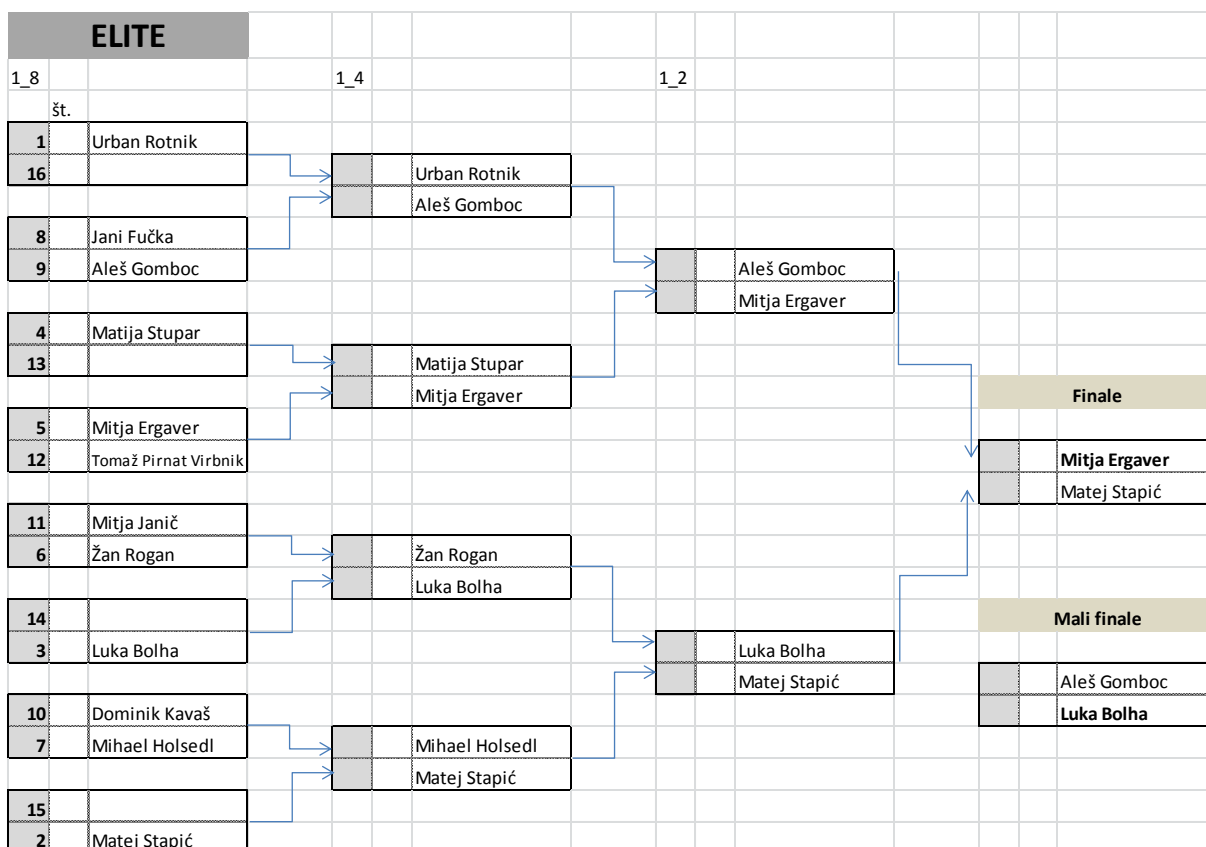 ELITE
1_8 1_4 1_2
št.
1 Urban Rotnik
16
8 Jani Fučka
9 Aleš Gomboc
4 Matija Stupar
13
5 Mitja Ergaver
12 Tomaž Pirnat Virbnik
11 Mitja Janič
6 Žan Rogan
14
3 Luka Bolha
10 Dominik Kavaš
7 Mihael Holsedl
15
2 Matej Stapić
Urban Rotnik
Aleš Gomboc
Matija Stupar
Mitja Ergaver
Žan Rogan
Luka Bolha
Mihael Holsedl
Matej Stapić
Aleš Gomboc
Mitja Ergaver
Luka Bolha
Matej Stapić
Finale
Mitja Ergaver
Matej Stapić
Mali finale
Aleš Gomboc
Luka Bolha